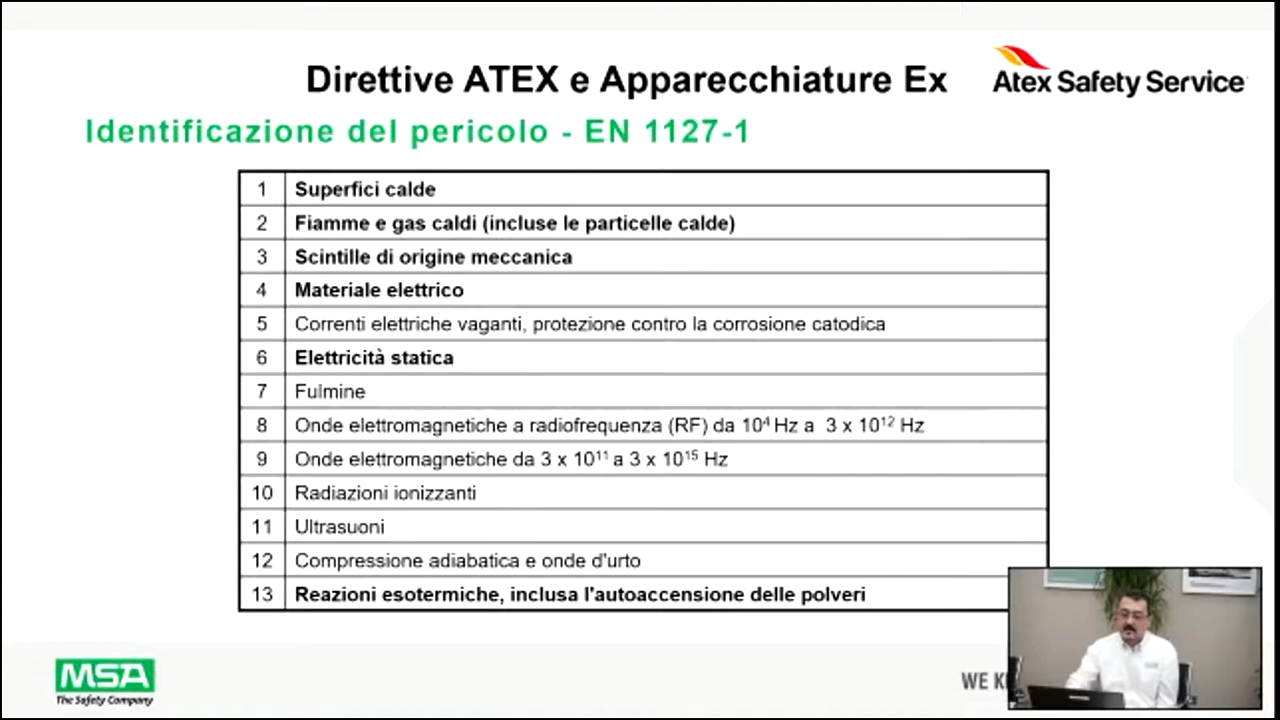 Direttive ATEX e Apparecchiature Ex
Atex Safety Service
Identificazione del pericolo - EN 1127-1
1 Superfici calde
2 Fiamme e gas caldi (incluse le particelle calde)
3 Scintille di origine meccanica
4 Materiale elettrico
5 Correnti elettriche vaganti, protezione contro la corrosione catodica
6 Elettricità statica
7 Fulmine
8 Onde elettromagnetiche a radiofrequenza (RF) da 10⁴ Hz a 3 x 10¹² Hz
9 Onde elettromagnetiche da 3 x 10¹¹ a 3 x 10¹⁵ Hz
10 Radiazioni ionizzanti
11 Ultrasuoni
12 Compressione adiabatica e onde d'urto
13 Reazioni esotermiche, inclusa l'autoaccensione delle polveri
MSA
The Safety Company
WE